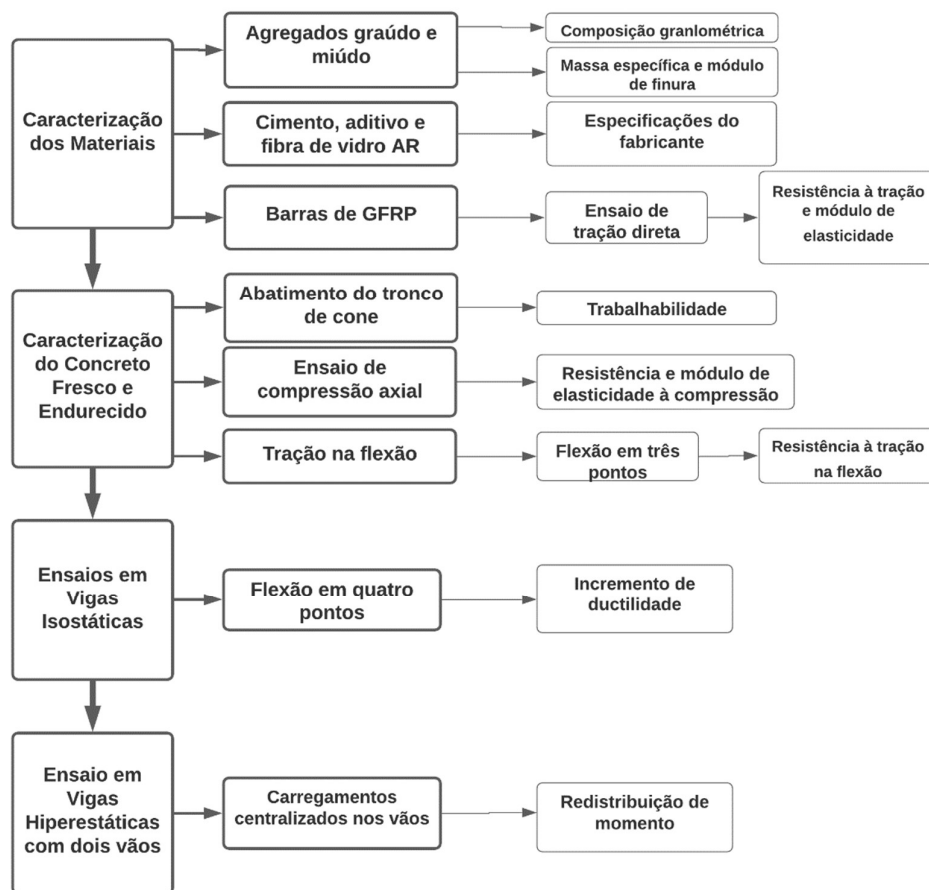 Caracterização
dos Materiais
Agregados graúdo e
miúdo
Composição granlométrica
Massa específica e módulo
de finura
Cimento, aditivo e
fibra de vidro AR
Especificações do
fabricante
Barras de GFRP
Ensaio de
tração direta
Resistência à tração
e módulo de
elasticidade
Caracterização
do Concreto
Fresco e
Endurecido
Abatimento do tronco
de cone
Trabalhabilidade
Ensaio de
compressão axial
Resistência e módulo de
elasticidade à compressão
Tração na flexão
Flexão em três
pontos
Resistência à tração
na flexão
Ensaios em
Vigas
Isostáticas
Flexão em quatro
pontos
Incremento de
ductilidade
Ensaio em
Vigas
Hiperestáticas
com dois vãos
Carregamentos
centralizados nos vãos
Redistribuição de
momento